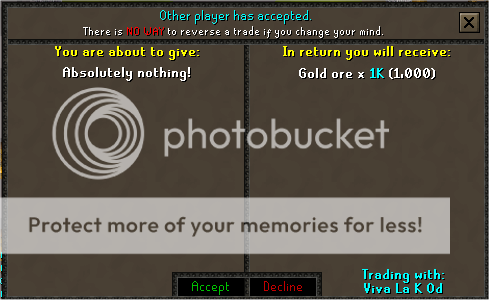 Other player has accepted.
There is NO WAY to reverse a trade if you change your mind.
You are about to give:
In return you will receive:
Absolutely nothing!
Gold ore x 1K (1,000)
photobucket
Protect more of your memories for less!
Accept
Decline
Trading with:
Viva La K Od